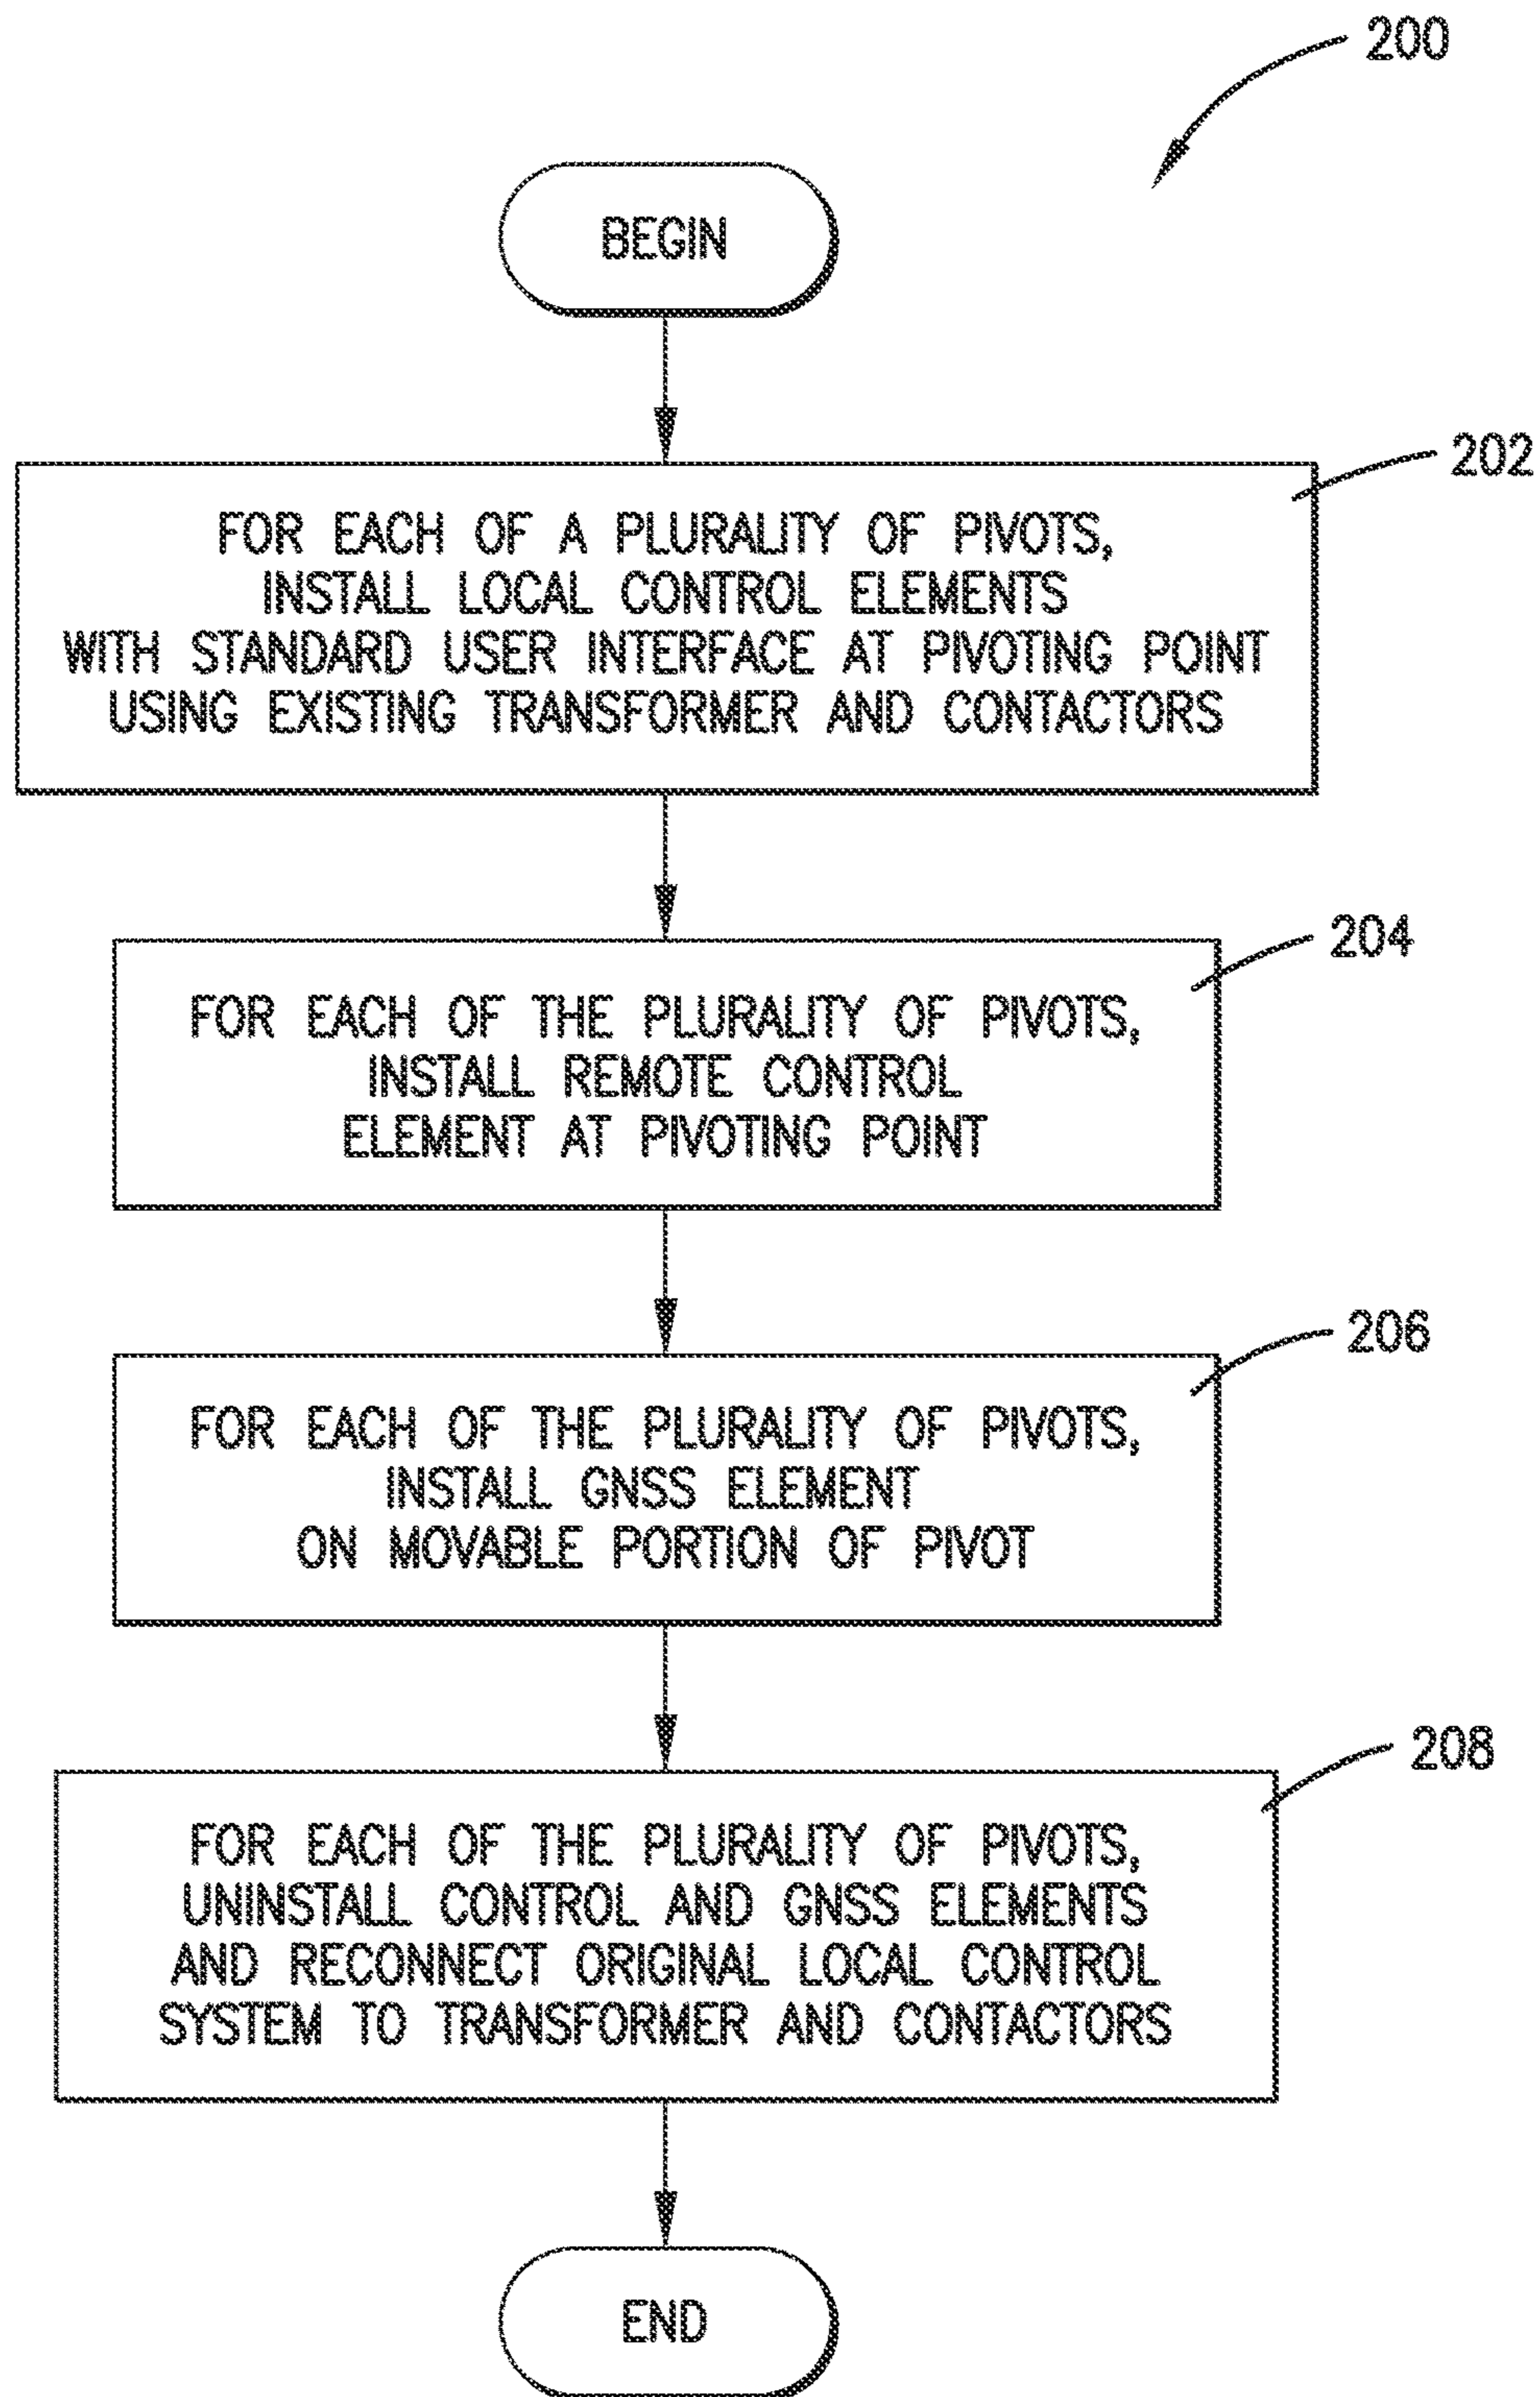 200
BEGIN
202
FOR EACH OF A PLURALITY OF PIVOTS,
INSTALL LOCAL CONTROL ELEMENTS
WITH STANDARD USER INTERFACE AT PIVOTING POINT
USING EXISTING TRANSFORMER AND CONTACTORS
204
FOR EACH OF THE PLURALITY OF PIVOTS,
INSTALL REMOTE CONTROL
ELEMENT AT PIVOTING POINT
206
FOR EACH OF THE PLURALITY OF PIVOTS,
INSTALL GNSS ELEMENT
ON MOVABLE PORTION OF PIVOT
208
FOR EACH OF THE PLURALITY OF PIVOTS,
UNINSTALL CONTROL AND GNSS ELEMENTS
AND RECONNECT ORIGINAL LOCAL CONTROL
SYSTEM TO TRANSFORMER AND CONTACTORS
END